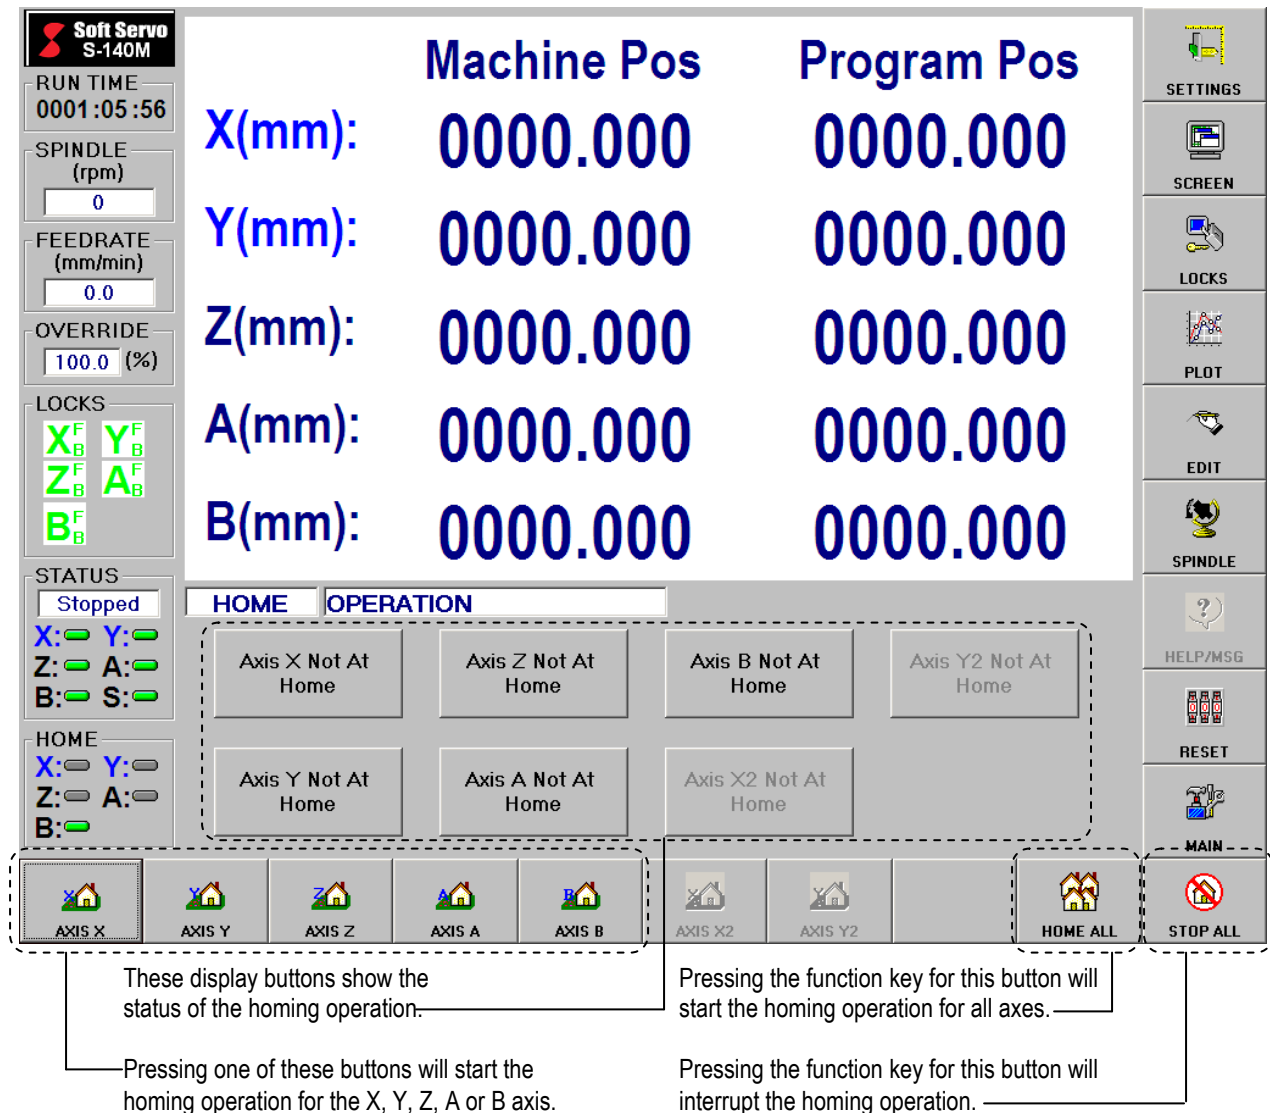 Soft Servo
S-140M
RUN TIME
0001:05:56
SPINDLE
(rpm)
0
FEEDRATE
(mm/min)
0.0
OVERRIDE
100.0 (%)
LOCKS
X F B Y F B
Z F B A F B
B F B
STATUS
Stopped
X: Y:
Z: A:
B: S:
HOME
X: Y:
Z: A:
B:
Machine Pos Program Pos
X(mm): 0000.000 0000.000
Y(mm): 0000.000 0000.000
Z(mm): 0000.000 0000.000
A(mm): 0000.000 0000.000
B(mm): 0000.000 0000.000
HOME OPERATION
Axis X Not At
Home
Axis Z Not At
Home
Axis B Not At
Home
Axis Y2 Not At
Home
Axis Y Not At
Home
Axis A Not At
Home
Axis X2 Not At
Home
SETTINGS
SCREEN
LOCKS
PLOT
EDIT
SPINDLE
?
HELP/MSG
000
RESET
MAIN
X
AXIS X
Y
AXIS Y
Z
AXIS Z
A
AXIS A
B
AXIS B
X
AXIS X2
Y
AXIS Y2
HOME ALL
STOP ALL
These display buttons show the
status of the homing operation.
Pressing the function key for this button will
start the homing operation for all axes.
Pressing one of these buttons will start the
homing operation for the X, Y, Z, A or B axis.
Pressing the function key for this button will
interrupt the homing operation.